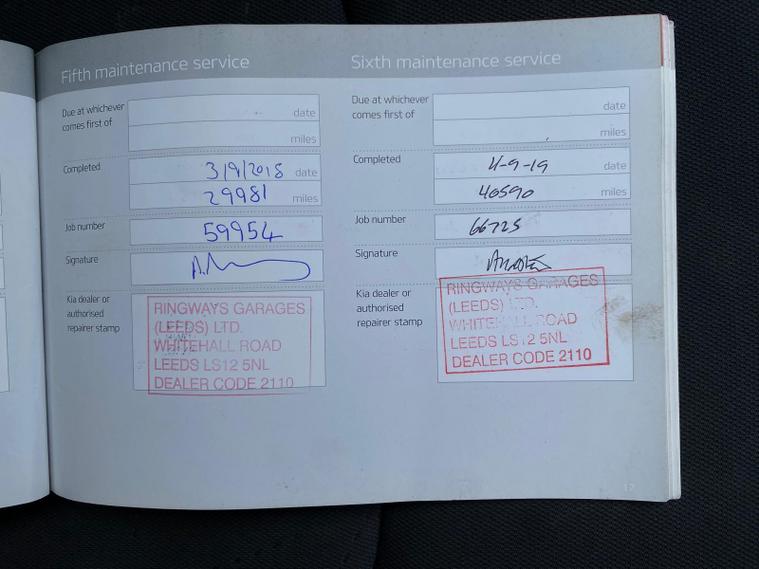 Fifth maintenance service
Due at whichever
comes first of
date
miles
Completed
3/9/2018 date
29981 miles
Job number
59954
Signature
Kia dealer or
authorised
repairer stamp
RINGWAYS GARAGES
(LEEDS) LTD.
WHITEHALL ROAD
LEEDS LS12 5NL
DEALER CODE 2110
Sixth maintenance service
Due at whichever
comes first of
date
miles
Completed
4-9-19 date
40590 miles
Job number
66725
Signature
Kia dealer or
authorised
repairer stamp
RINGWAYS GARAGES
(LEEDS) LTD.
WHITEHALL ROAD
LEEDS LS12 5NL
DEALER CODE 2110